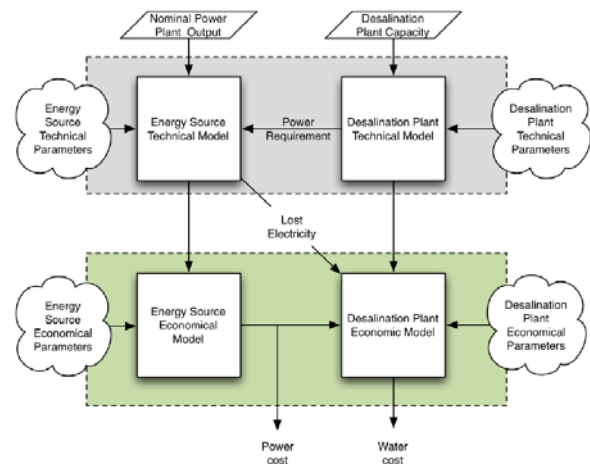 Nominal Power
Plant Output
Desalination
Plant Capacity
Energy
Source
Technical
Parameters
Energy Source
Technical Model
Power
Requirement
Desalination Plant
Technical Model
Desalination
Plant
Technical
Parameters
Lost
Electricity
Energy
Source
Economical
Parameters
Energy Source
Economical
Model
Desalination Plant
Economic Model
Desalination
Plant
Economical
Parameters
Power
cost
Water
cost